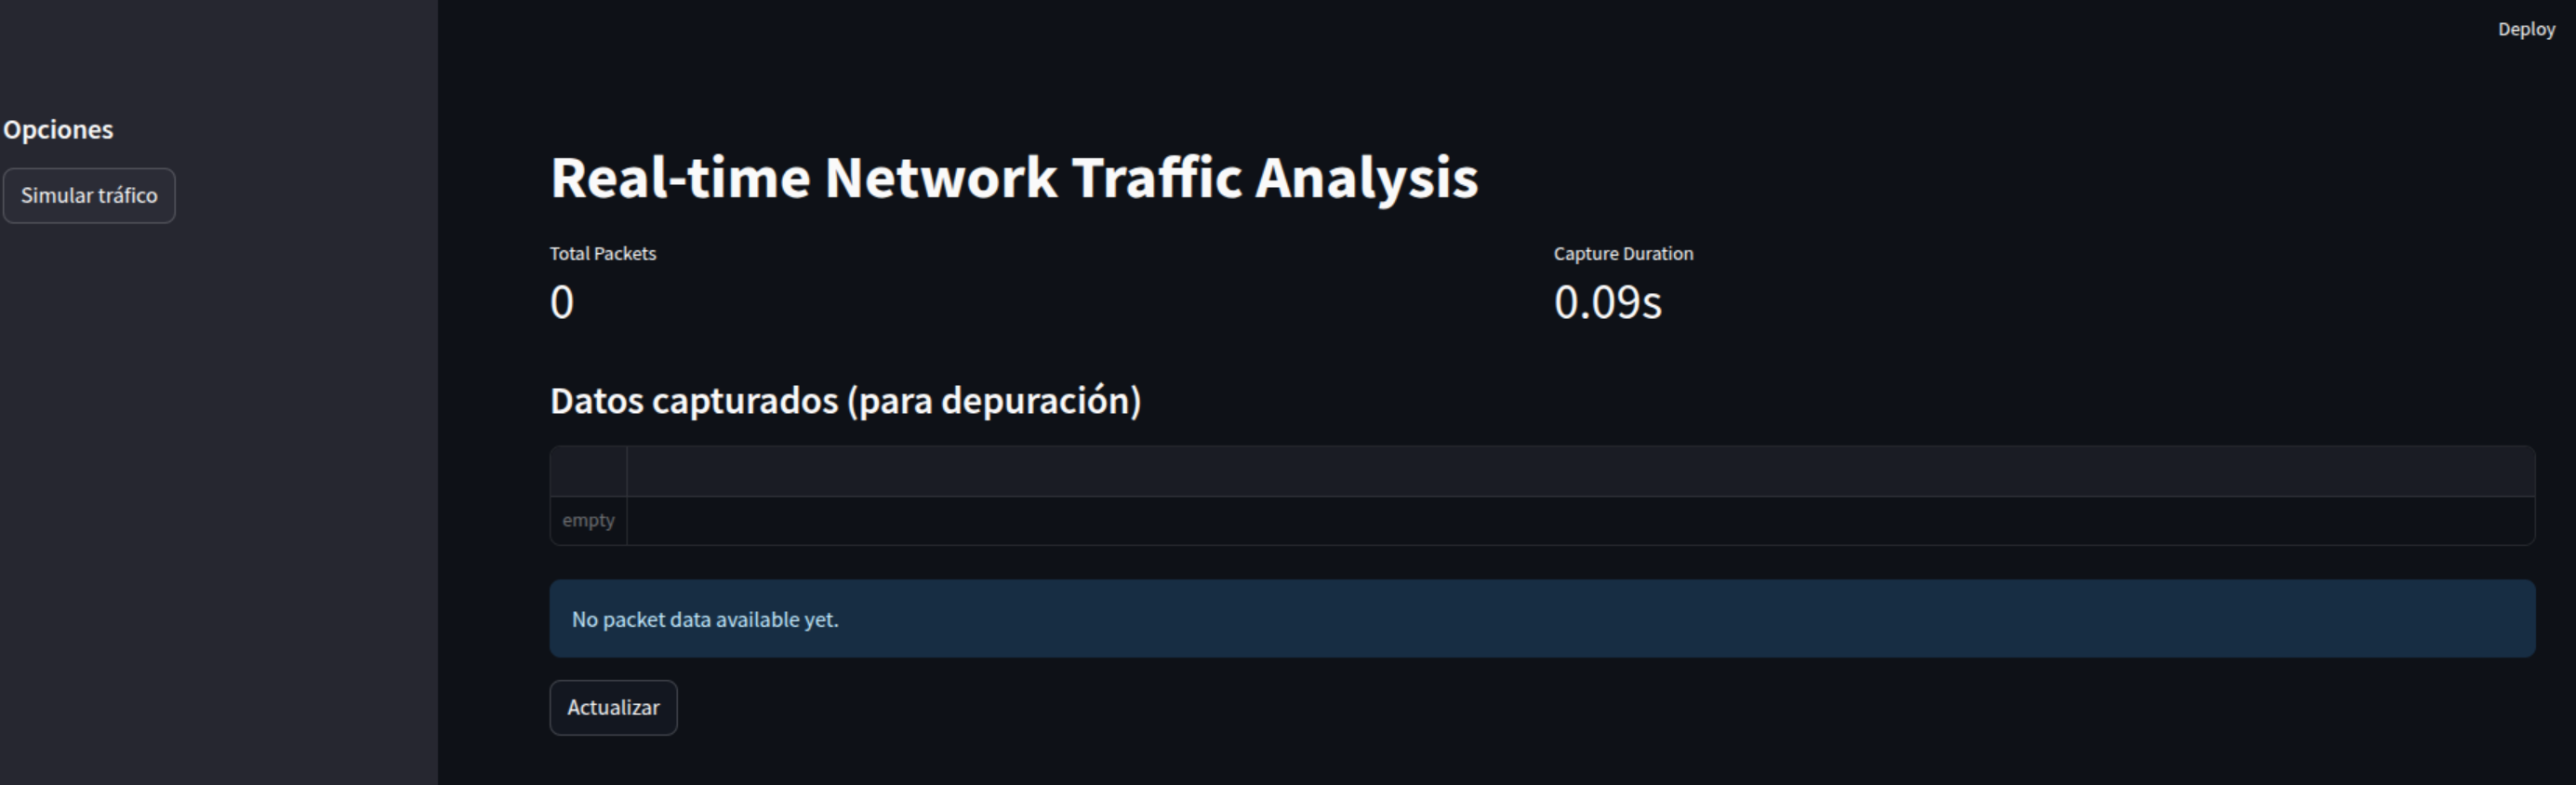 Deploy
Opciones
Simular tráfico
Real-time Network Traffic Analysis
Total Packets
0
Capture Duration
0.09s
Datos capturados (para depuración)
empty
No packet data available yet.
Actualizar